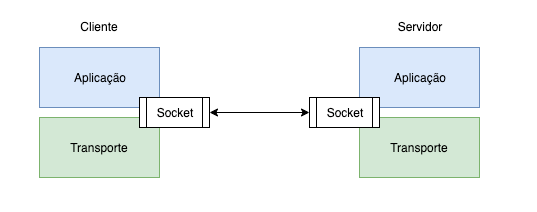 Cliente
Servidor
Aplicação
Aplicação
Socket
Socket
Transporte
Transporte